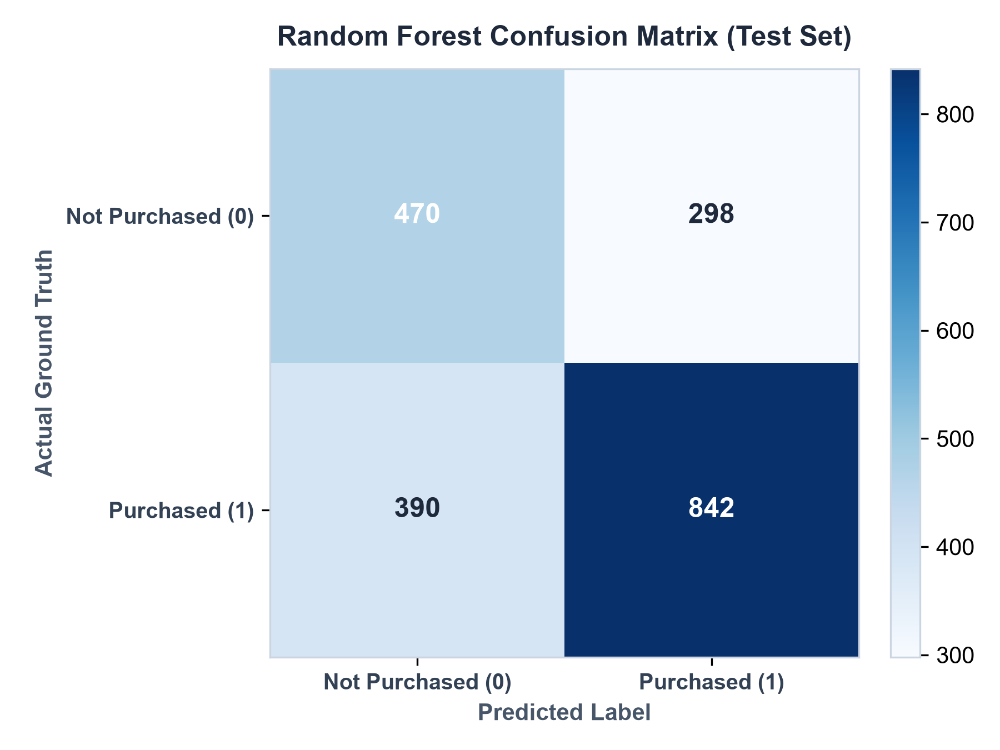 Random Forest Confusion Matrix (Test Set)
Actual Ground Truth
Not Purchased (0)
Purchased (1)
470
298
390
842
Not Purchased (0)
Purchased (1)
Predicted Label
800
700
600
500
400
300